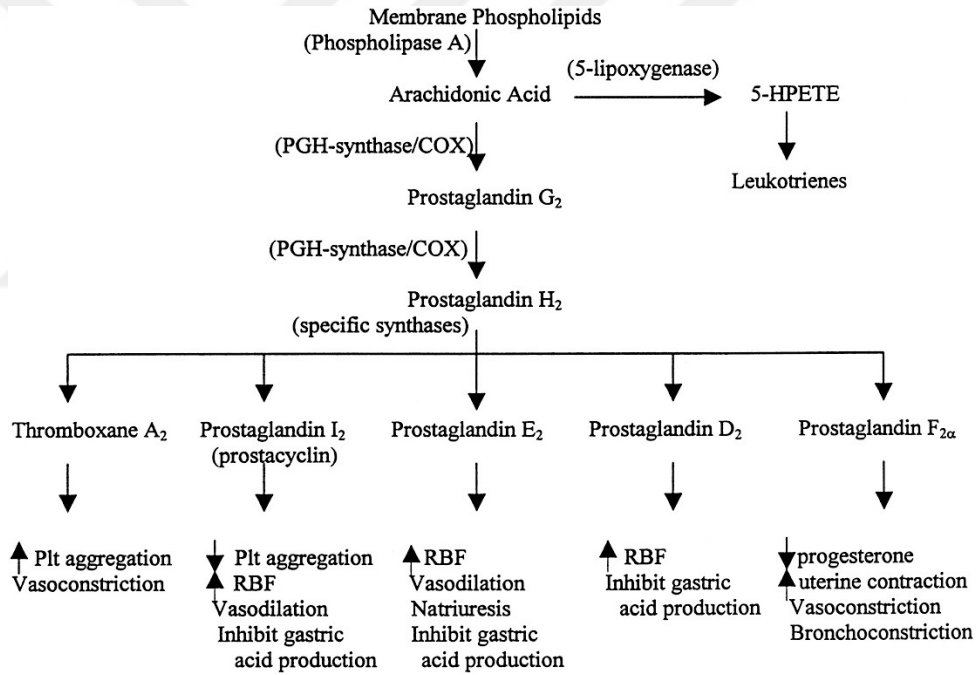 Membrane Phospholipids
(Phospholipase A)
(5-lipoxygenase)
Arachidonic Acid
5-HPETE
(PGH-synthase/COX)
Leukotrienes
Prostaglandin G₂
(PGH-synthase/COX)
Prostaglandin H₂
(specific synthases)
Thromboxane A₂
Prostaglandin I₂
(prostacyclin)
Prostaglandin E₂
Prostaglandin D₂
Prostaglandin F₂α
Plt aggregation
Vasoconstriction
Plt aggregation
RBF
Vasodilation
Inhibit gastric
acid production
RBF
Vasodilation
Natriuresis
Inhibit gastric
acid production
RBF
Inhibit gastric
acid production
progesterone
uterine contraction
Vasoconstriction
Bronchoconstriction